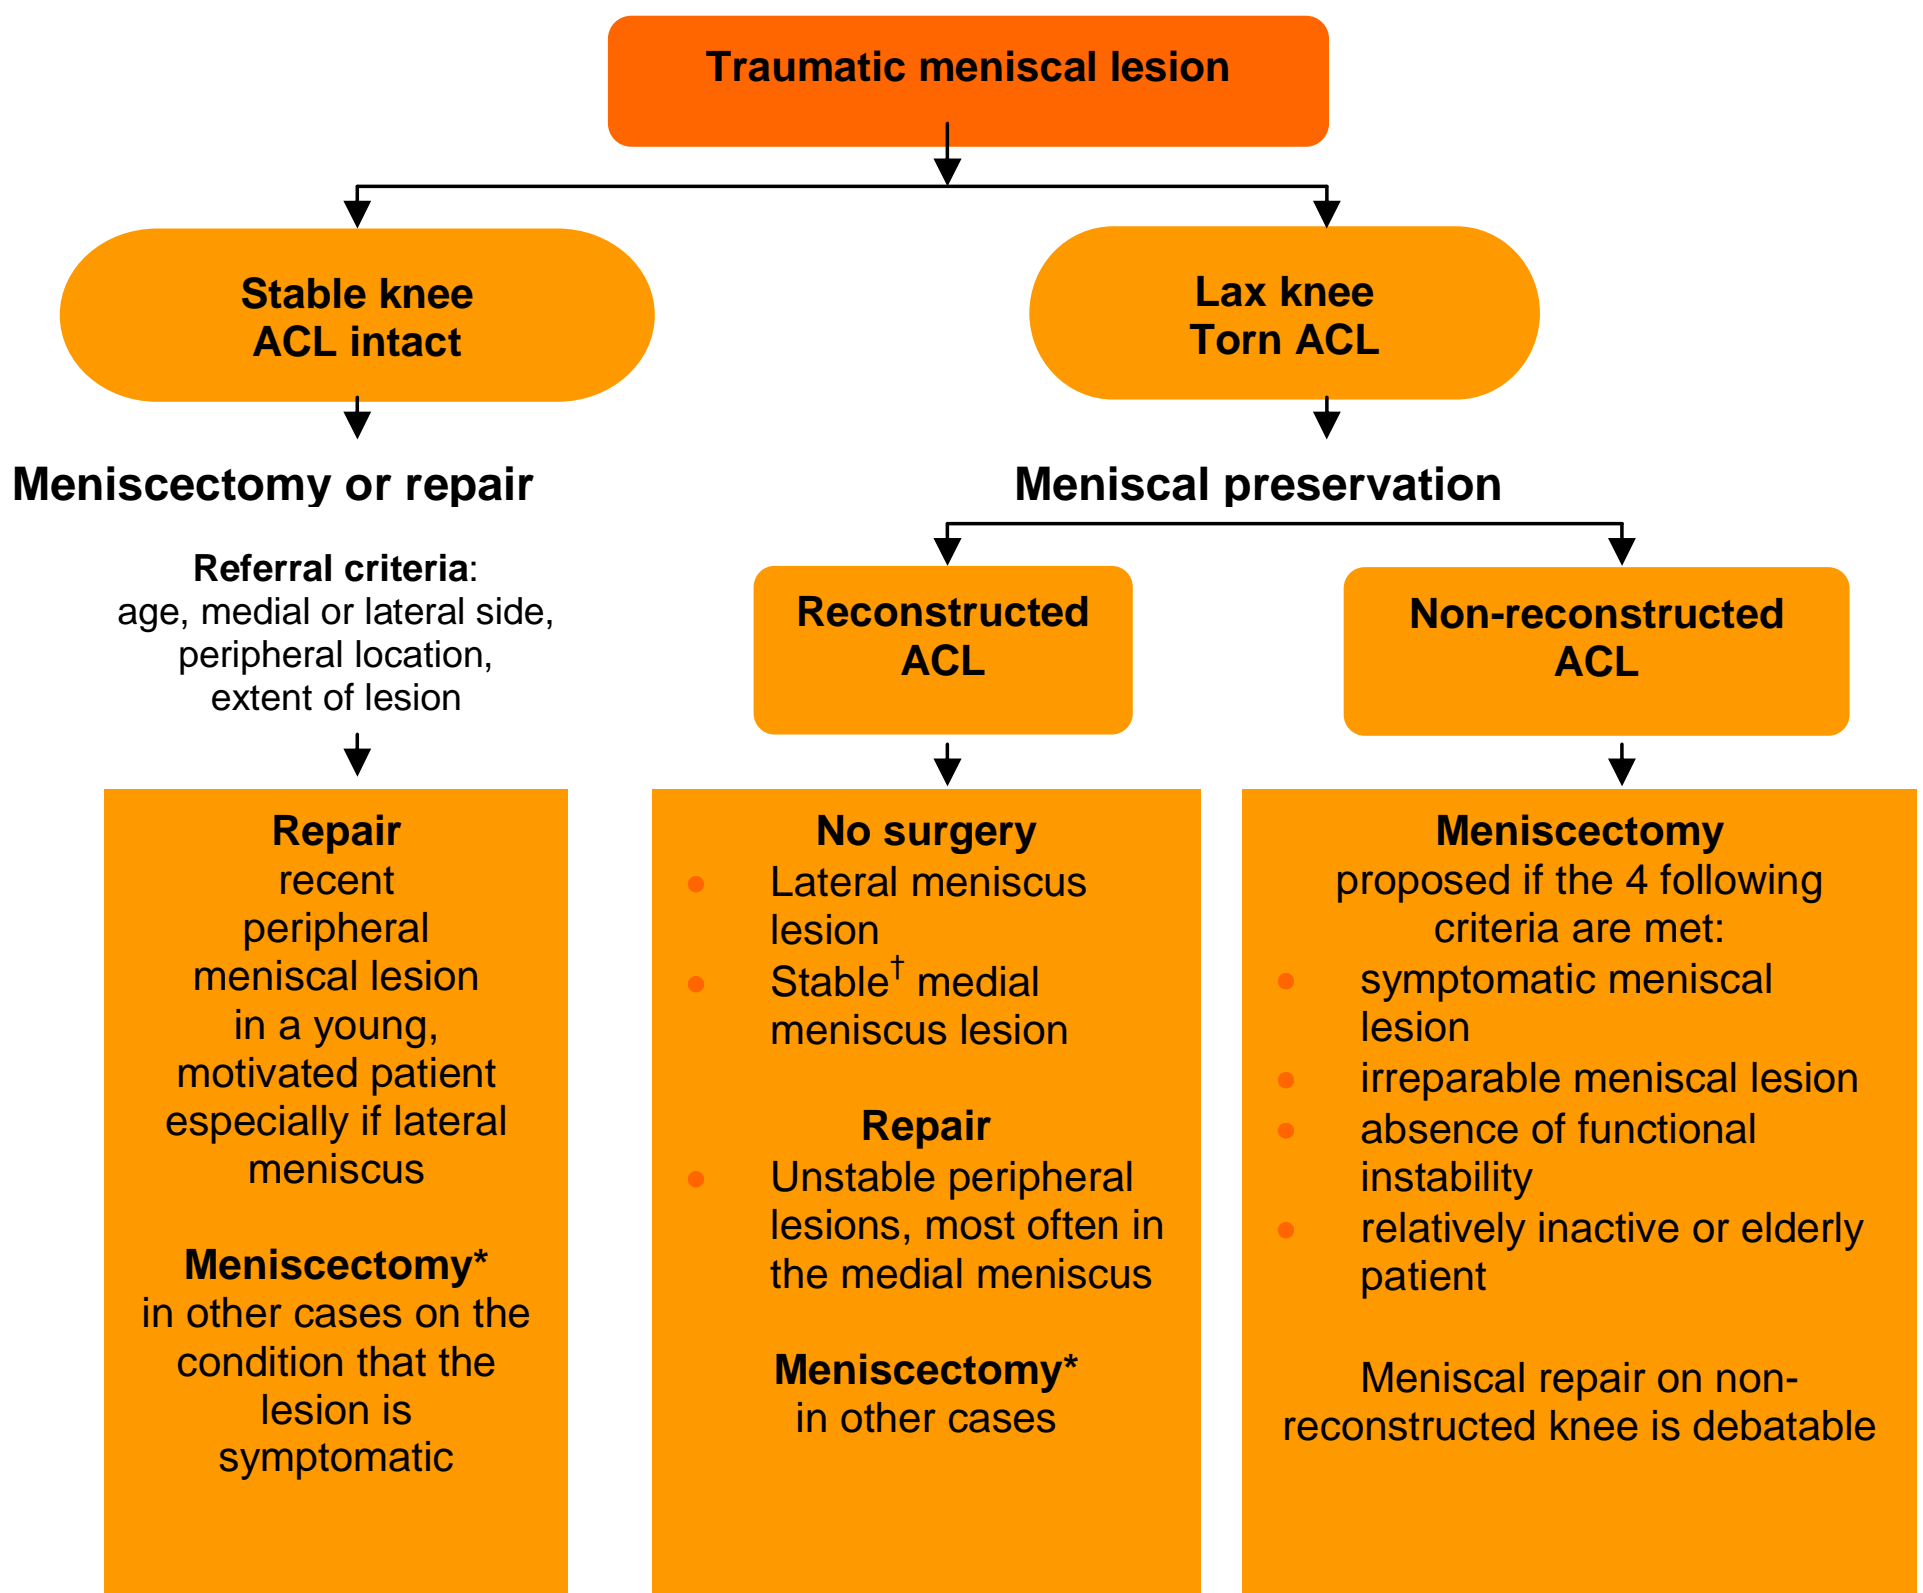 Traumatic meniscal lesion
Stable knee
ACL intact
Lax knee
Torn ACL
Meniscectomy or repair
Meniscal preservation
Referral criteria:
age, medial or lateral side,
peripheral location,
extent of lesion
Reconstructed
ACL
Non-reconstructed
ACL
Repair
recent
peripheral
meniscal lesion
in a young,
motivated patient
especially if lateral
meniscus
Meniscectomy*
in other cases on the
condition that the
lesion is
symptomatic
No surgery
• Lateral meniscus
lesion
• Stable† medial
meniscus lesion
Repair
• Unstable peripheral
lesions, most often in
the medial meniscus
Meniscectomy*
in other cases
Meniscectomy
proposed if the 4 following
criteria are met:
• symptomatic meniscal
lesion
• irreparable meniscal lesion
• absence of functional
instability
• relatively inactive or elderly
patient
Meniscal repair on non-
reconstructed knee is debatable